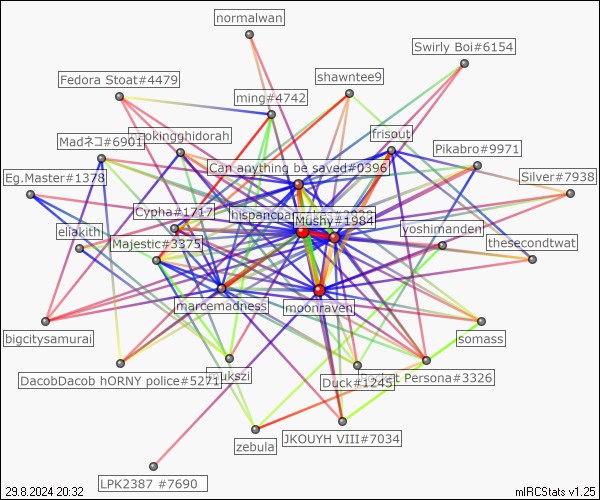 normalwan
Swirly Boi#6154
shawntee9
Fedora Stoat#4479
ming#4742
frisout
Madネコ#6901
ookingghidorah
Pikabro#9971
Can anything be saved#0396
Eg.Master#1378
Silver#7938
Cypha#1717
hispancpa
Mushy#1984
eliakith
yoshimanden
Majestic#3375
thesecondtwat
marcemadness
moonraven
bigcitysamurai
somass
DacobDacob hORNY police#5271
ukszi
Duck#1245
Persona#3326
zebula
JKOUYH VIII#7034
LPK2387 #7690
29.8.2024 20:32
mIRCStats v1.25